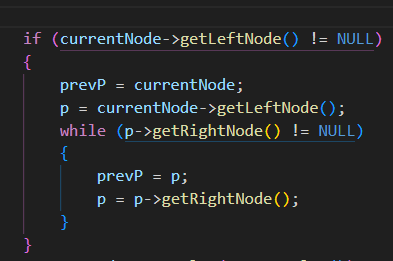 if (currentNode->getLeftNode() != NULL)
{
prevP = currentNode;
p = currentNode->getLeftNode();
while (p->getRightNode() != NULL)
{
prevP = p;
p = p->getRightNode();
}
}